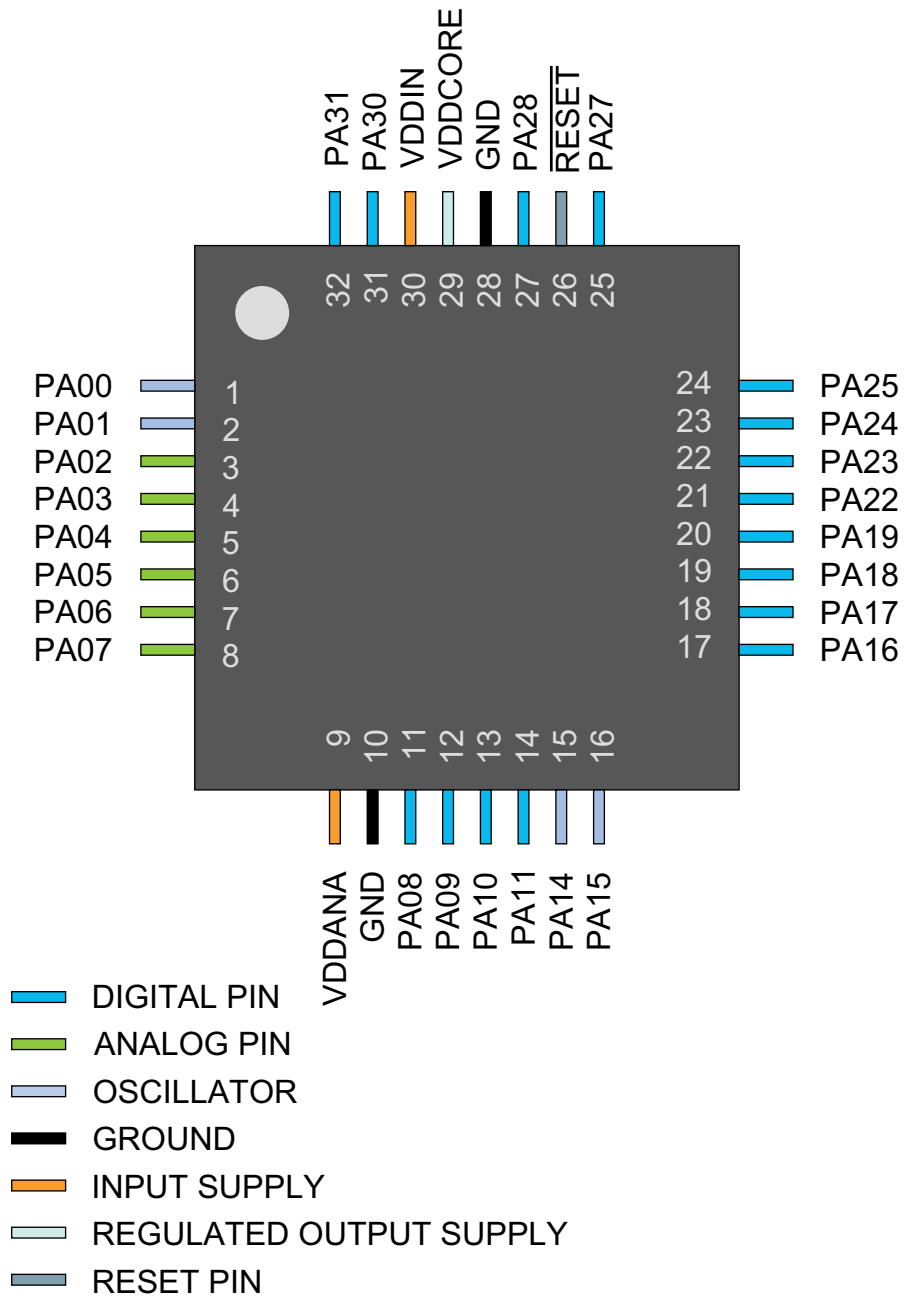 PA31
PA30
VDDIN
VDDCORE
GND
PA28
RESET
PA27
32
31
30
29
28
27
26
25
PA00 1
PA01 2
PA02 3
PA03 4
PA04 5
PA05 6
PA06 7
PA07 8
24 PA25
23 PA24
22 PA23
21 PA22
20 PA19
19 PA18
18 PA17
17 PA16
9
10
11
12
13
14
15
16
VDDANA
GND
PA08
PA09
PA10
PA11
PA14
PA15
DIGITAL PIN
ANALOG PIN
OSCILLATOR
GROUND
INPUT SUPPLY
REGULATED OUTPUT SUPPLY
RESET PIN